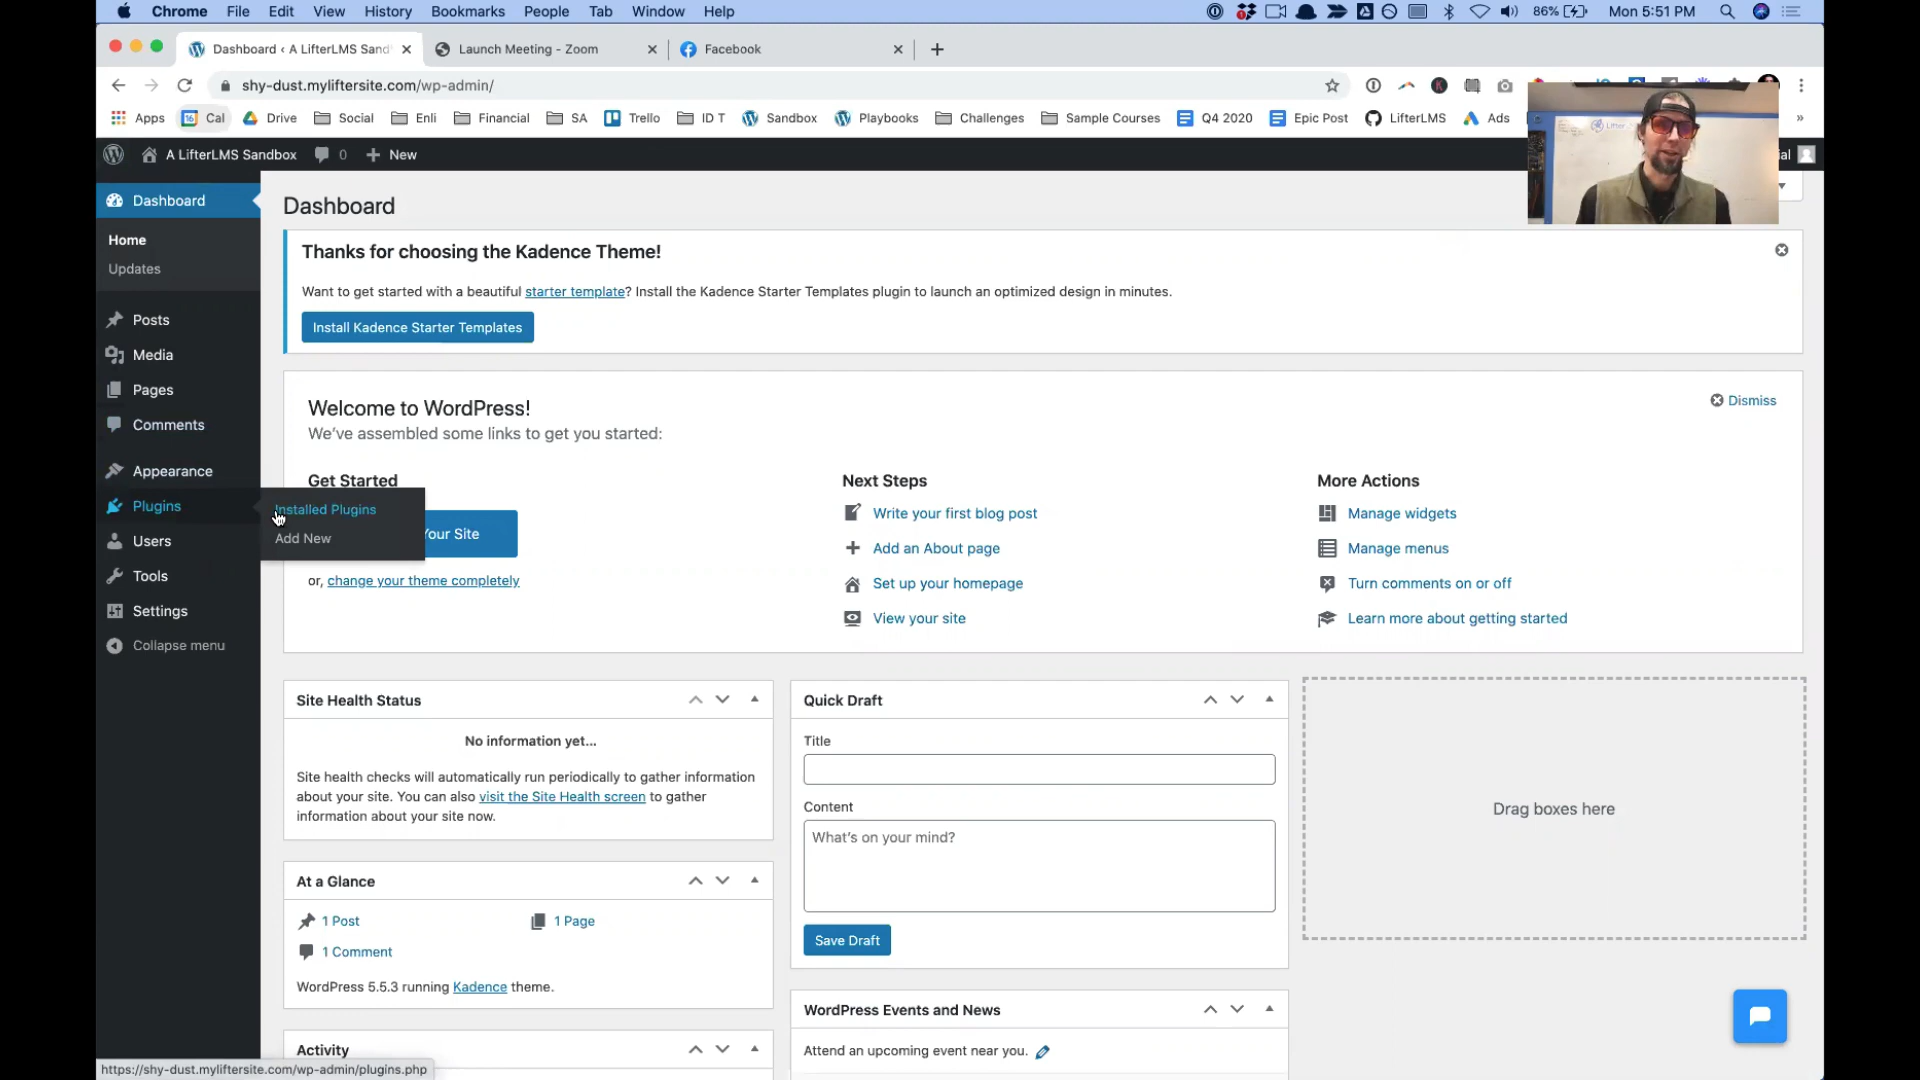 Chrome File Edit View History Bookmarks People Tab Window Help 86% Mon 5:51 PM
Dashboard ‹ A LifterLMS Sand Launch Meeting - Zoom Facebook
shy-dust.myliftersite.com/wp-admin/
Apps Cal Drive Social Enli Financial SA Trello ID T Sandbox Playbooks Challenges Sample Courses Q4 2020 Epic Post LifterLMS Ads »
A LifterLMS Sandbox 0 New
Dashboard
Home
Updates
Posts
Media
Pages
Comments
Appearance
Plugins
Installed Plugins
Add New
Users
Tools
Settings
Collapse menu
Dashboard
Thanks for choosing the Kadence Theme!
Want to get started with a beautiful starter template? Install the Kadence Starter Templates plugin to launch an optimized design in minutes.
Install Kadence Starter Templates
Welcome to WordPress!
We've assembled some links to get you started:
Dismiss
Get Started
Your Site
or, change your theme completely
Next Steps
Write your first blog post
Add an About page
Set up your homepage
View your site
More Actions
Manage widgets
Manage menus
Turn comments on or off
Learn more about getting started
Site Health Status
No information yet...
Site health checks will automatically run periodically to gather information
about your site. You can also visit the Site Health screen to gather
information about your site now.
At a Glance
1 Post 1 Page
1 Comment
WordPress 5.5.3 running Kadence theme.
Activity
Quick Draft
Title
Content
What's on your mind?
Save Draft
WordPress Events and News
Attend an upcoming event near you.
Drag boxes here
https://shy-dust.myliftersite.com/wp-admin/plugins.php